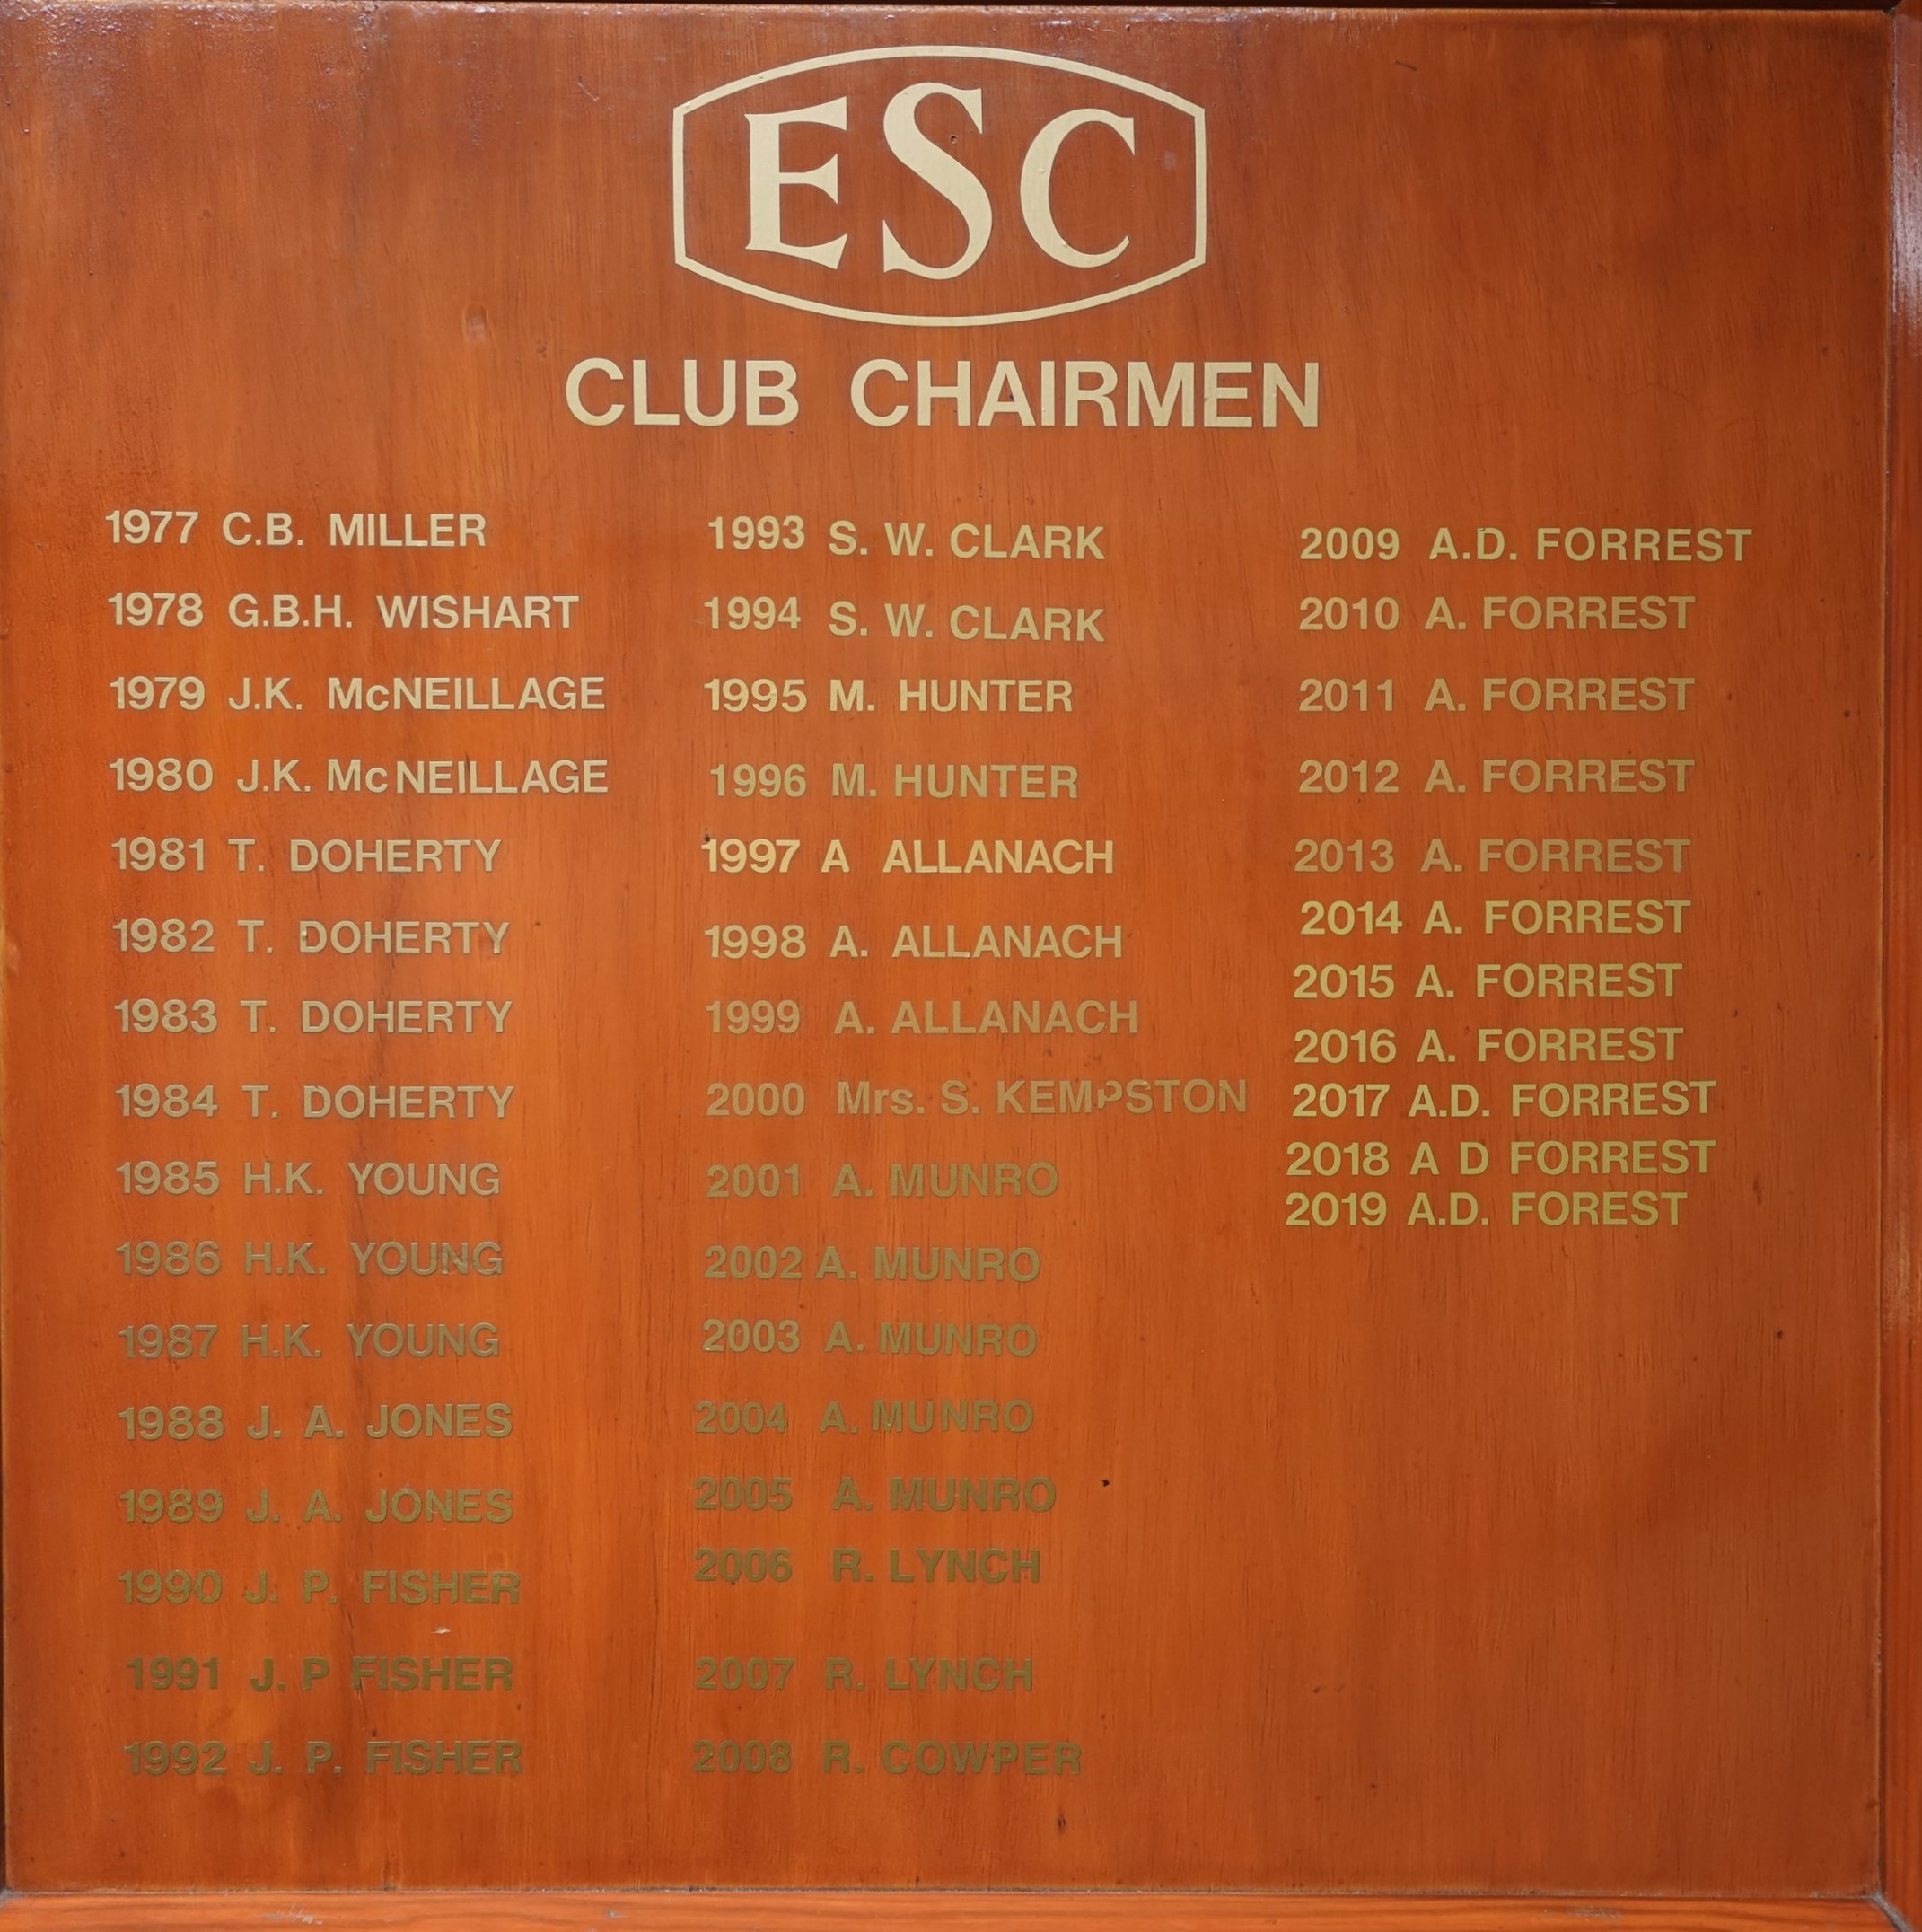 ESC
CLUB CHAIRMEN
1977 C.B. MILLER
1978 G.B.H. WISHART
1979 J.K. McNEILLAGE
1980 J.K. McNEILLAGE
1981 T. DOHERTY
1982 T. DOHERTY
1983 T. DOHERTY
1984 T. DOHERTY
1985 H.K. YOUNG
1986 H.K. YOUNG
1987 H.K. YOUNG
1988 J. A. JONES
1989 J. A. JONES
1990 J. P. FISHER
1991 J. P FISHER
1992 J. P. FISHER
1993 S. W. CLARK
1994 S. W. CLARK
1995 M. HUNTER
1996 M. HUNTER
1997 A ALLANACH
1998 A. ALLANACH
1999 A. ALLANACH
2000 Mrs. S. KEMPSTON
2001 A. MUNRO
2002 A. MUNRO
2003 A. MUNRO
2004 A. MUNRO
2005 A. MUNRO
2006 R. LYNCH
2007 R. LYNCH
2008 R. COWPER
2009 A.D. FORREST
2010 A. FORREST
2011 A. FORREST
2012 A. FORREST
2013 A. FORREST
2014 A. FORREST
2015 A. FORREST
2016 A. FORREST
2017 A.D. FORREST
2018 A D FORREST
2019 A.D. FOREST